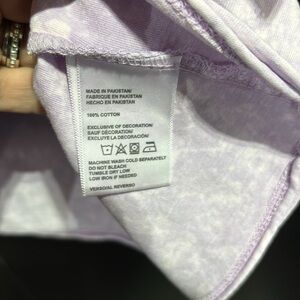 MADE IN PAKISTAN/
FABRIQUE EN PAKISTAN/
HECHO EN PAKISTAN
100% COTTON
EXCLUSIVE OF DECORATION/
SAUF DÉCORATION/
EXCLUYE LA DECORACIÓN/
MACHINE WASH COLD SEPARATELY
DO NOT BLEACH
TUMBLE DRY LOW
LOW IRON IF NEEDED
VERSO/AL REVERSO